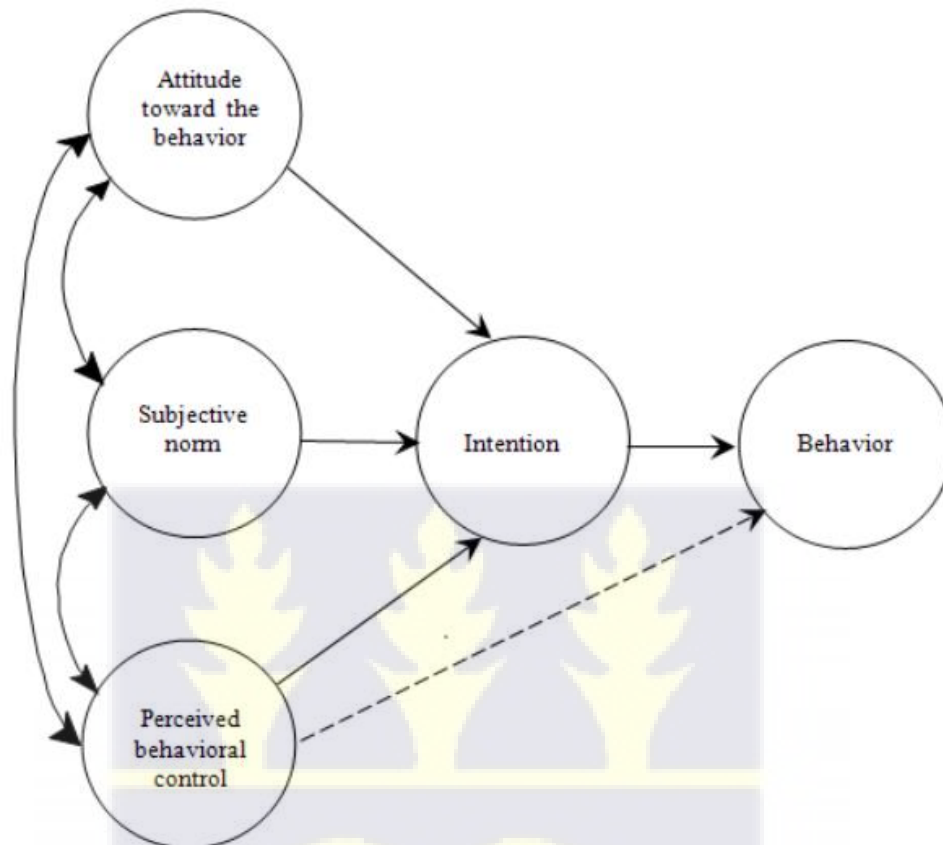 Attitude
toward the
behavior
Subjective
norm
Intention
Behavior
Perceived
behavioral
control